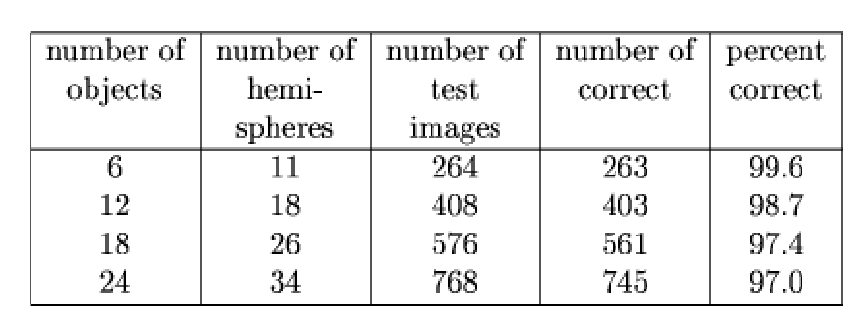 number of number of number of number of percent
objects hemi- test correct correct
spheres images
6 11 264 263 99.6
12 18 408 403 98.7
18 26 576 561 97.4
24 34 768 745 97.0